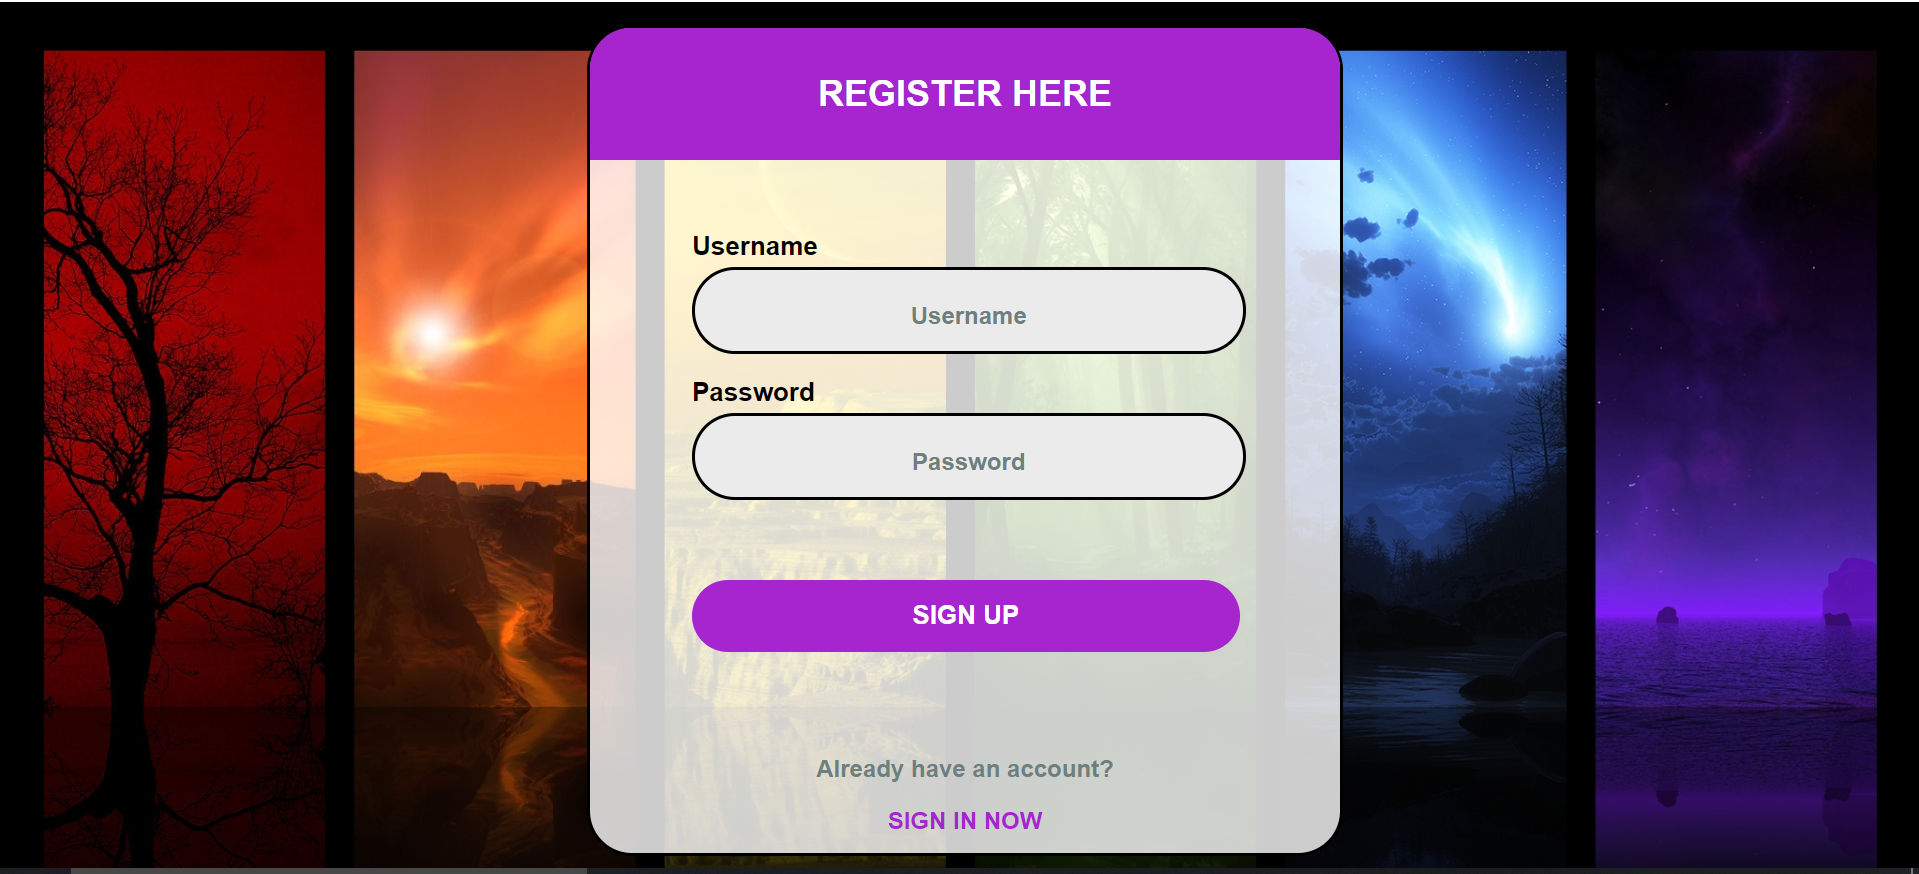 REGISTER HERE
Username
Username
Password
Password
SIGN UP
Already have an account?
SIGN IN NOW